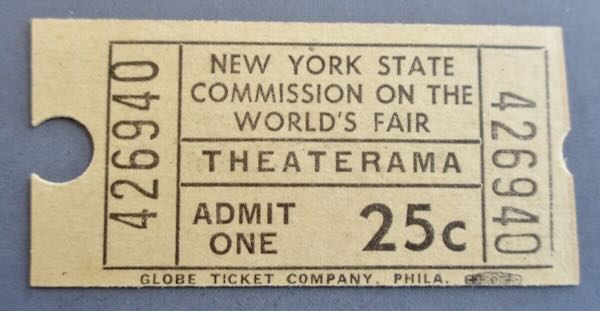 426940
NEW YORK STATE
COMMISSION ON THE
WORLD'S FAIR
THEATERAMA
ADMIT
ONE
25c
426940
GLOBE TICKET COMPANY, PHILA.